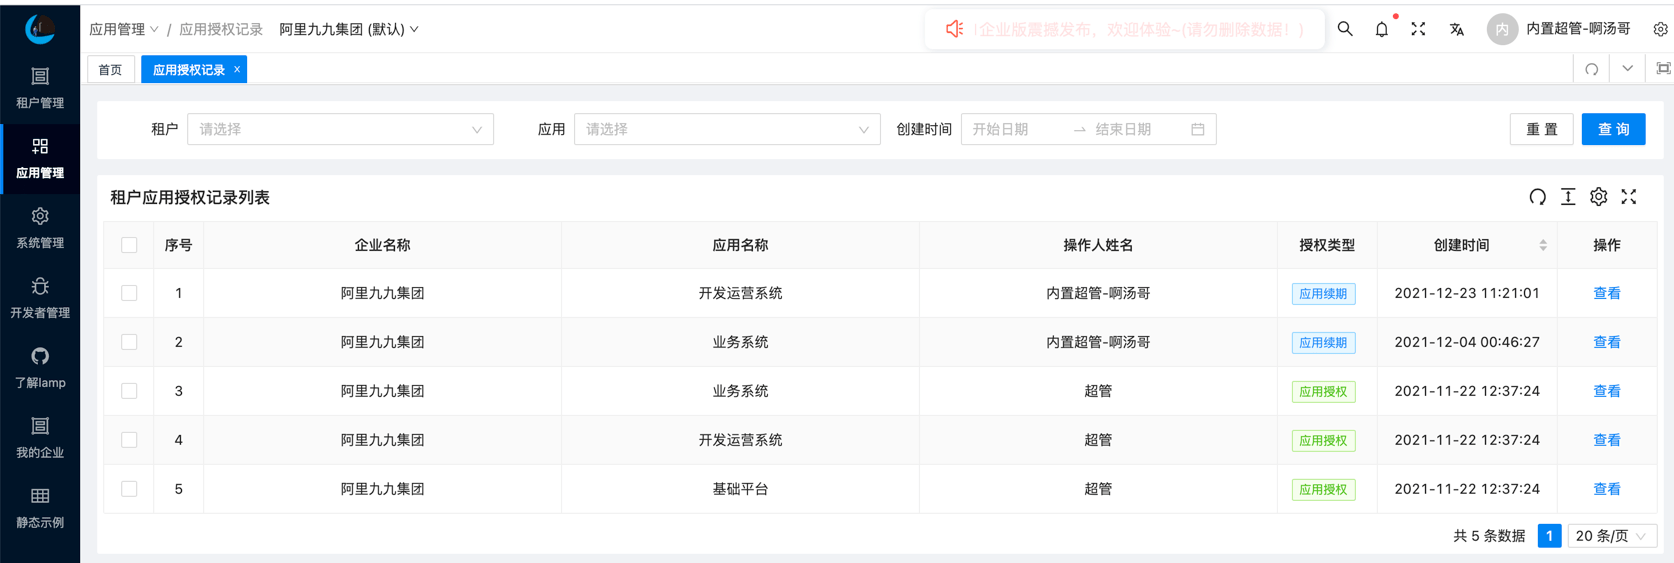 应用管理 / 应用授权记录 阿里九九集团 (默认)
企业版震撼发布，欢迎体验~(请勿删除数据！)
内 内置超管-啊汤哥
首页 应用授权记录 x
租户管理
应用管理
系统管理
开发者管理
了解lamp
我的企业
静态示例
租户 请选择 应用 请选择 创建时间 开始日期 → 结束日期 重 置 查 询
租户应用授权记录列表
序号 企业名称 应用名称 操作人姓名 授权类型 创建时间 操作
1 阿里九九集团 开发运营系统 内置超管-啊汤哥 应用续期 2021-12-23 11:21:01 查看
2 阿里九九集团 业务系统 内置超管-啊汤哥 应用续期 2021-12-04 00:46:27 查看
3 阿里九九集团 业务系统 超管 应用授权 2021-11-22 12:37:24 查看
4 阿里九九集团 开发运营系统 超管 应用授权 2021-11-22 12:37:24 查看
5 阿里九九集团 基础平台 超管 应用授权 2021-11-22 12:37:24 查看
共 5 条数据 1 20 条/页